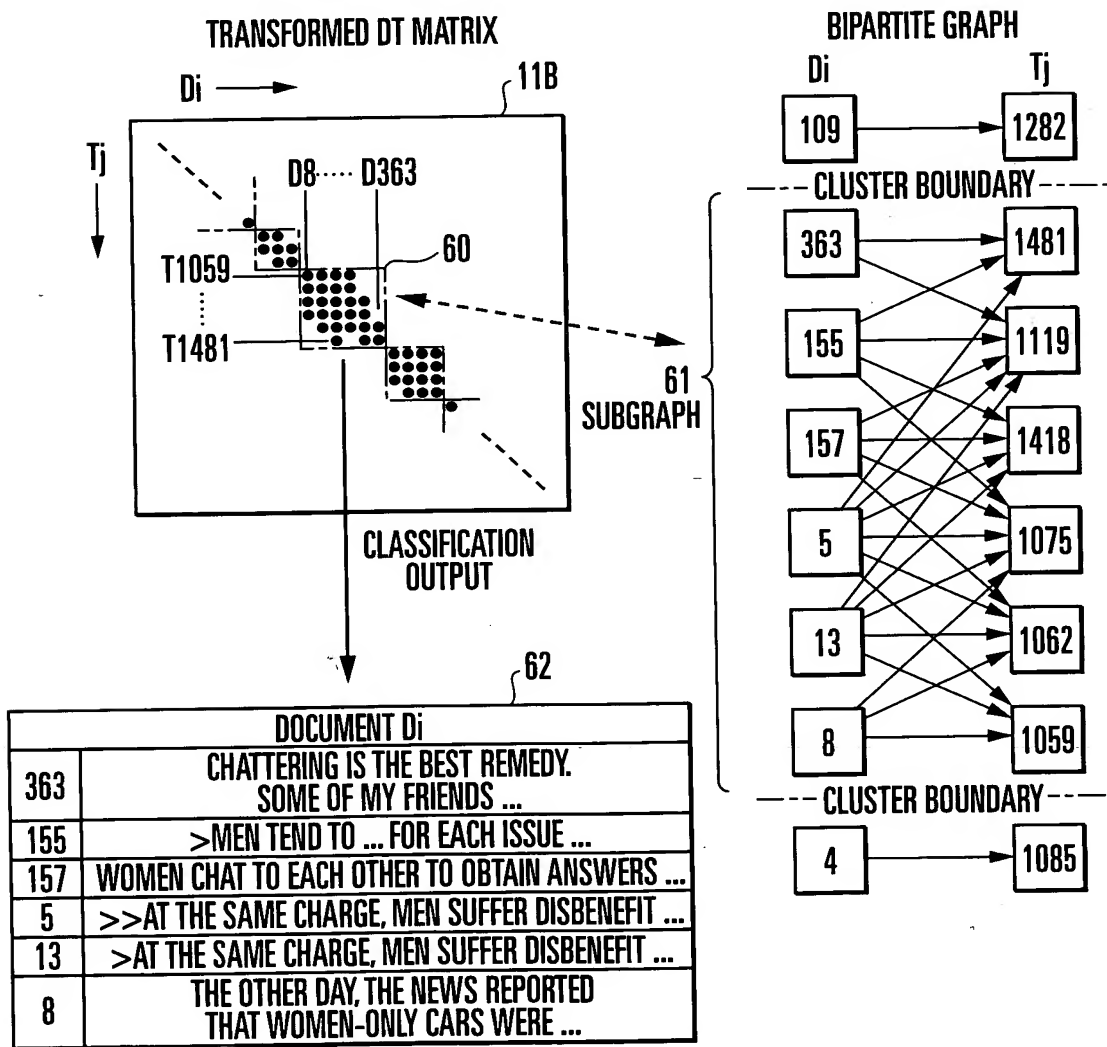 TRANSFORMED DT MATRIX
Di
11B
Tj
D8 ····· D363
60
T1059
T1481
CLASSIFICATION
OUTPUT
62
DOCUMENT Di
363 CHATTERING IS THE BEST REMEDY.
SOME OF MY FRIENDS ...
155 >MEN TEND TO ... FOR EACH ISSUE ...
157 WOMEN CHAT TO EACH OTHER TO OBTAIN ANSWERS ...
5 >>AT THE SAME CHARGE, MEN SUFFER DISBENEFIT ...
13 >AT THE SAME CHARGE, MEN SUFFER DISBENEFIT ...
8 THE OTHER DAY, THE NEWS REPORTED
THAT WOMEN-ONLY CARS WERE ...
BIPARTITE GRAPH
Di Tj
109 1282
CLUSTER BOUNDARY
363 1481
155 1119
61
SUBGRAPH
157 1418
5 1075
13 1062
8 1059
CLUSTER BOUNDARY
4 1085